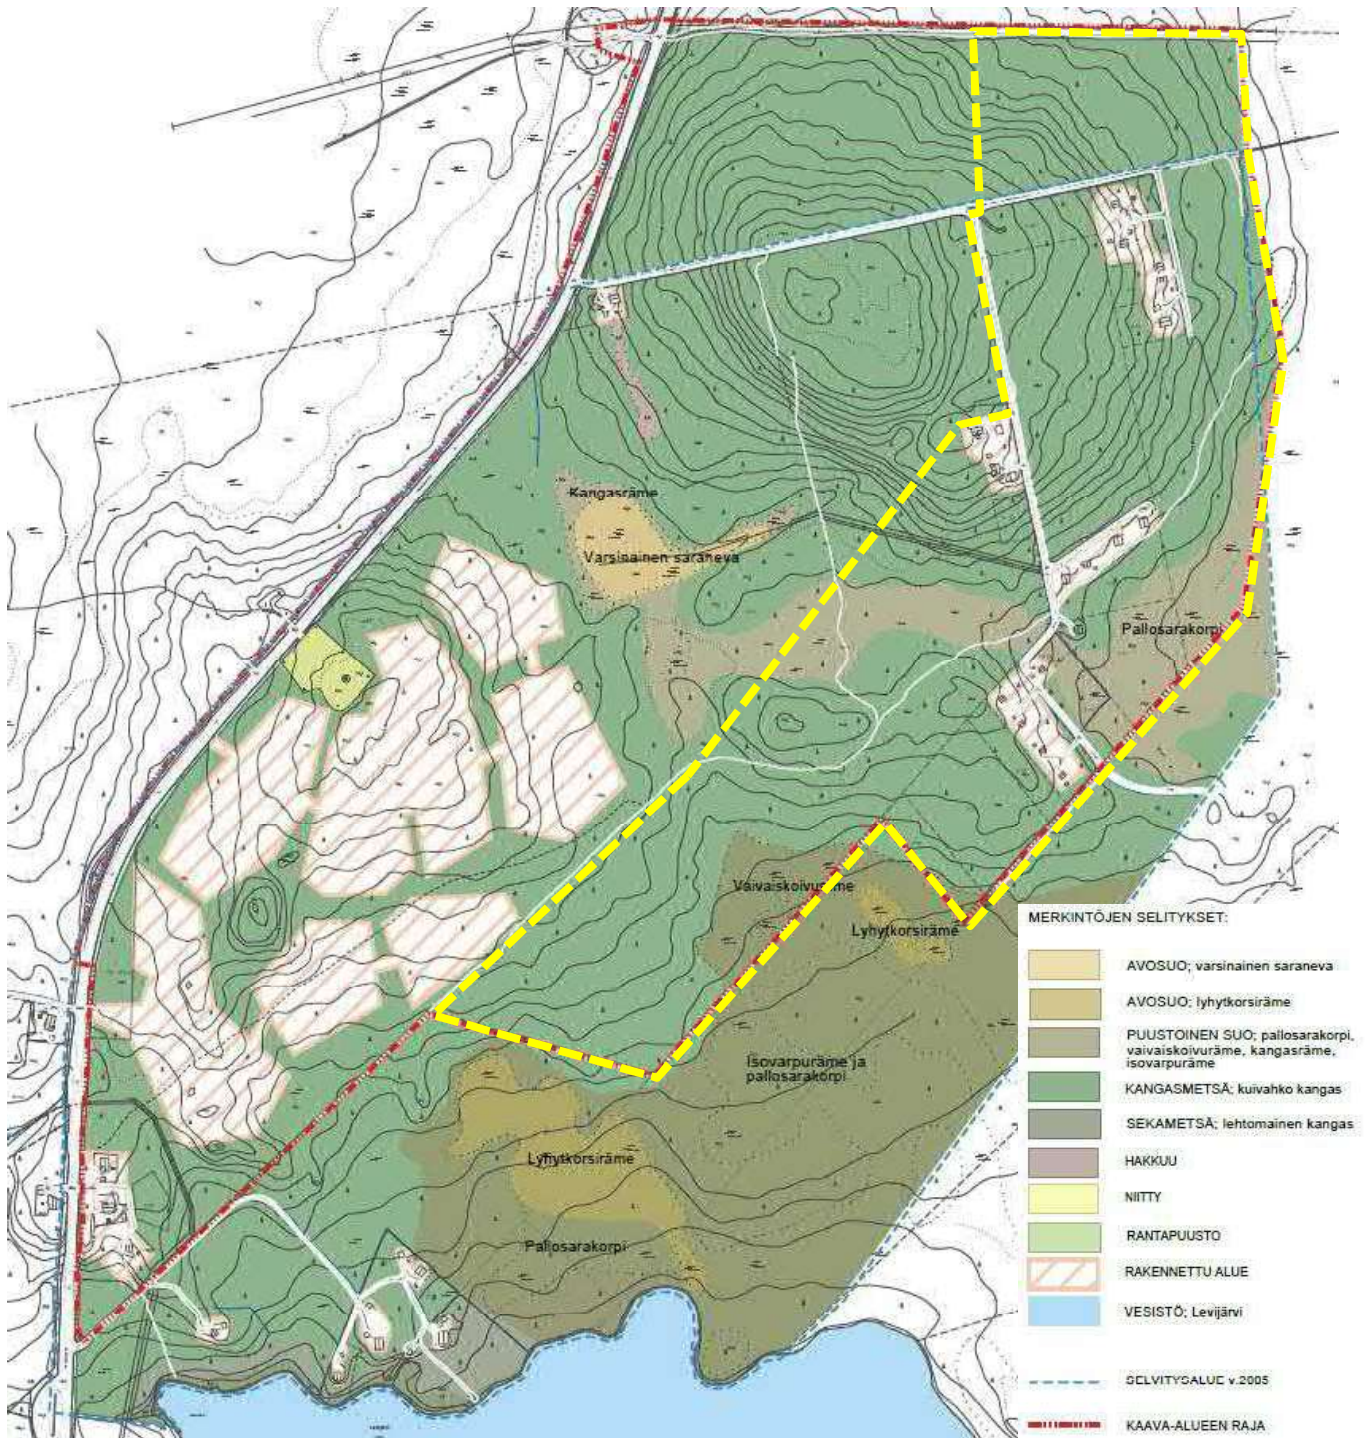 Kangasräme
Varsinainen saraneva
Pallosarakorpi
Vaivaiskoivuräme
Lyhytkorsiräme
Isovarpuräme ja
pallosarakorpi
Lyhytkorsiräme
Pallosarakorpi
MERKINTÖJEN SELITYKSET:
AVOSUO; varsinainen saraneva
AVOSUO; lyhytkorsiräme
PUUSTOINEN SUO; pallosarakorpi,
vaivaiskoivuräme, kangasräme,
isovarpuräme
KANGASMETSÄ; kuivahko kangas
SEKAMETSÄ; lehtomainen kangas
HAKKUU
NIITTY
RANTAPUUSTO
RAKENNETTU ALUE
VESISTÖ; Levijärvi
SELVITYSALUE v.2005
KAAVA-ALUEEN RAJA